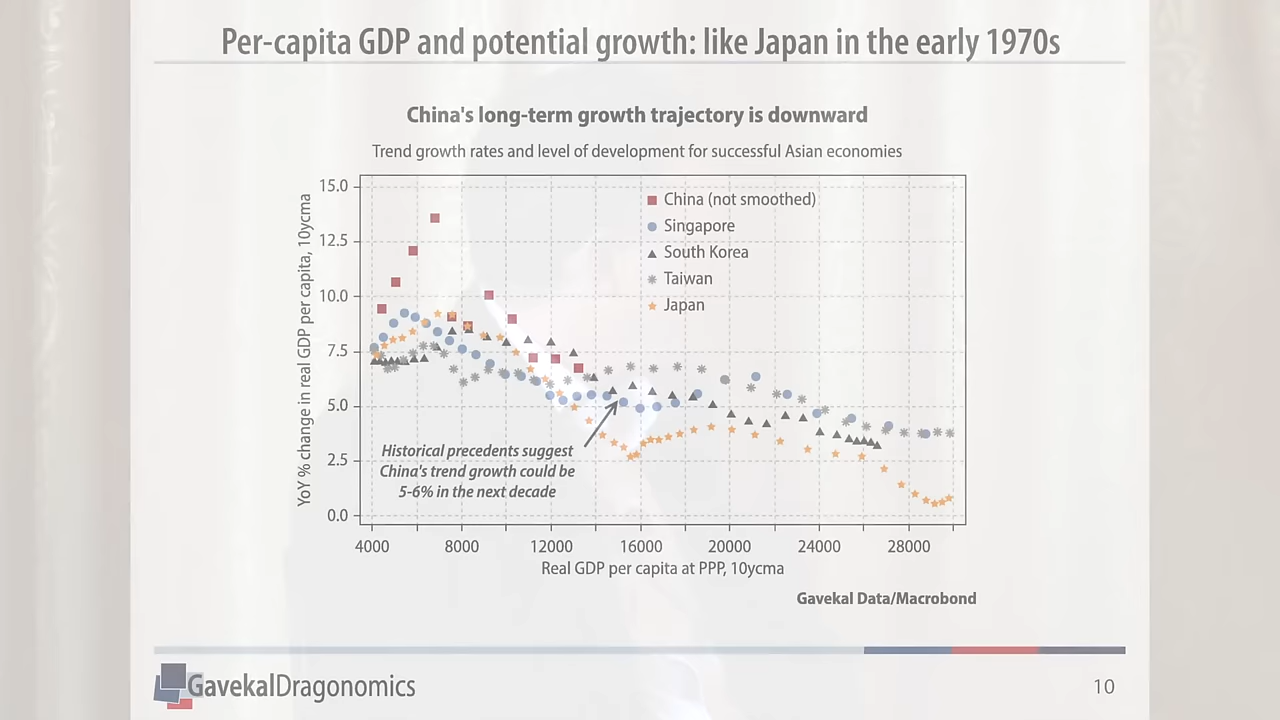 Per-capita GDP and potential growth: like Japan in the early 1970s
China's long-term growth trajectory is downward
Trend growth rates and level of development for successful Asian economies
YoY % change in real GDP per capita, 10ycma
15.0
12.5
10.0
7.5
5.0
2.5
0.0
China (not smoothed)
Singapore
South Korea
Taiwan
Japan
Historical precedents suggest
China's trend growth could be
5-6% in the next decade
4000 8000 12000 16000 20000 24000 28000
Real GDP per capita at PPP, 10ycma
Gavekal Data/Macrobond
GavekalDragonomics
10